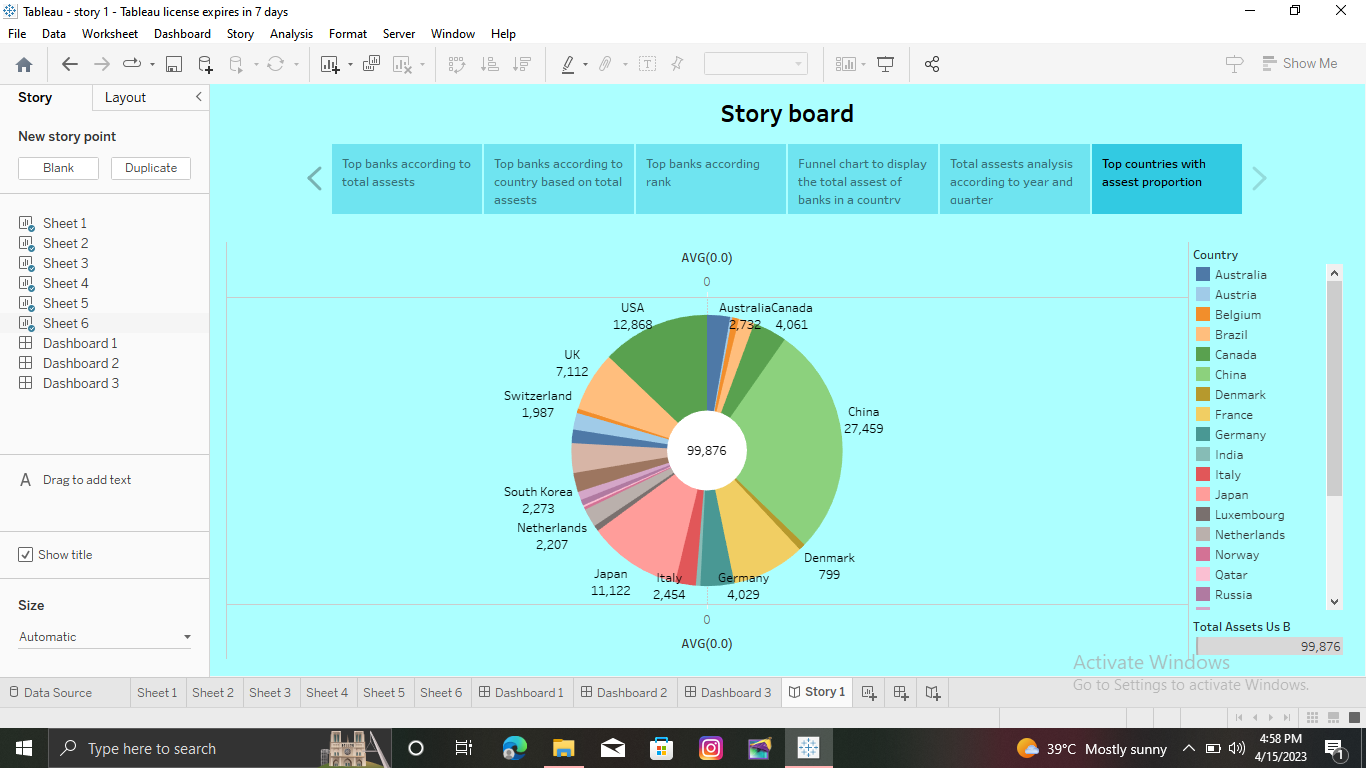 Tableau - story 1 - Tableau license expires in 7 days
File Data Worksheet Dashboard Story Analysis Format Server Window Help
Show Me
Story Layout
New story point
Blank Duplicate
Sheet 1
Sheet 2
Sheet 3
Sheet 4
Sheet 5
Sheet 6
Dashboard 1
Dashboard 2
Dashboard 3
A Drag to add text
Show title
Size
Automatic
Story board
Top banks according to
total assests
Top banks according to
country based on total
assests
Top banks according
rank
Funnel chart to display
the total assest of
banks in a country
Total assests analysis
according to year and
quarter
Top countries with
assest proportion
AVG(0.0)
0
USA
12,868
Australia
2,732
Canada
4,061
UK
7,112
Switzerland
1,987
China
27,459
99,876
South Korea
2,273
Netherlands
2,207
Denmark
799
Japan
11,122
Italy
2,454
Germany
4,029
0
AVG(0.0)
Country
Australia
Austria
Belgium
Brazil
Canada
China
Denmark
France
Germany
India
Italy
Japan
Luxembourg
Netherlands
Norway
Qatar
Russia
Total Assets Us B
99,876
Activate Windows
Go to Settings to activate Windows.
Data Source Sheet 1 Sheet 2 Sheet 3 Sheet 4 Sheet 5 Sheet 6 Dashboard 1 Dashboard 2 Dashboard 3 Story 1
Type here to search
39°C Mostly sunny
4:58 PM
4/15/2023
1